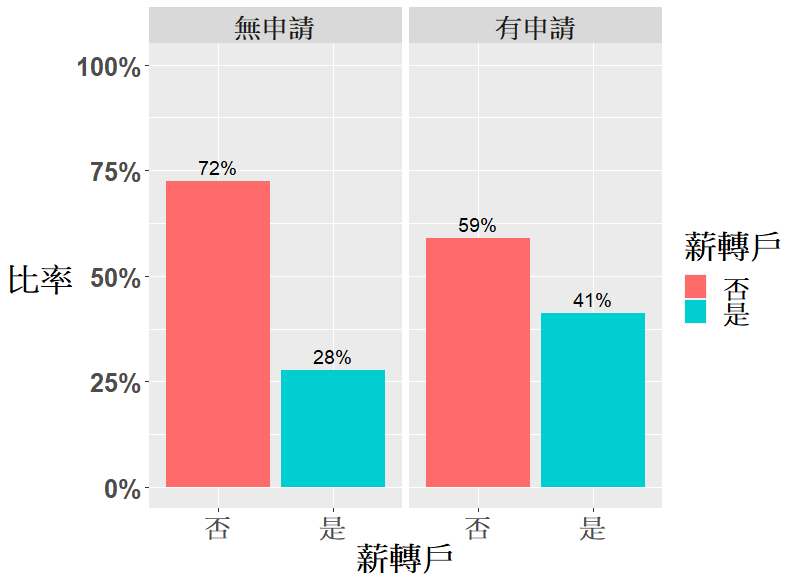 無申請
有申請
100%
75%
50%
25%
0%
比率
72%
28%
59%
41%
否
是
否
是
薪轉戶
薪轉戶
否
是